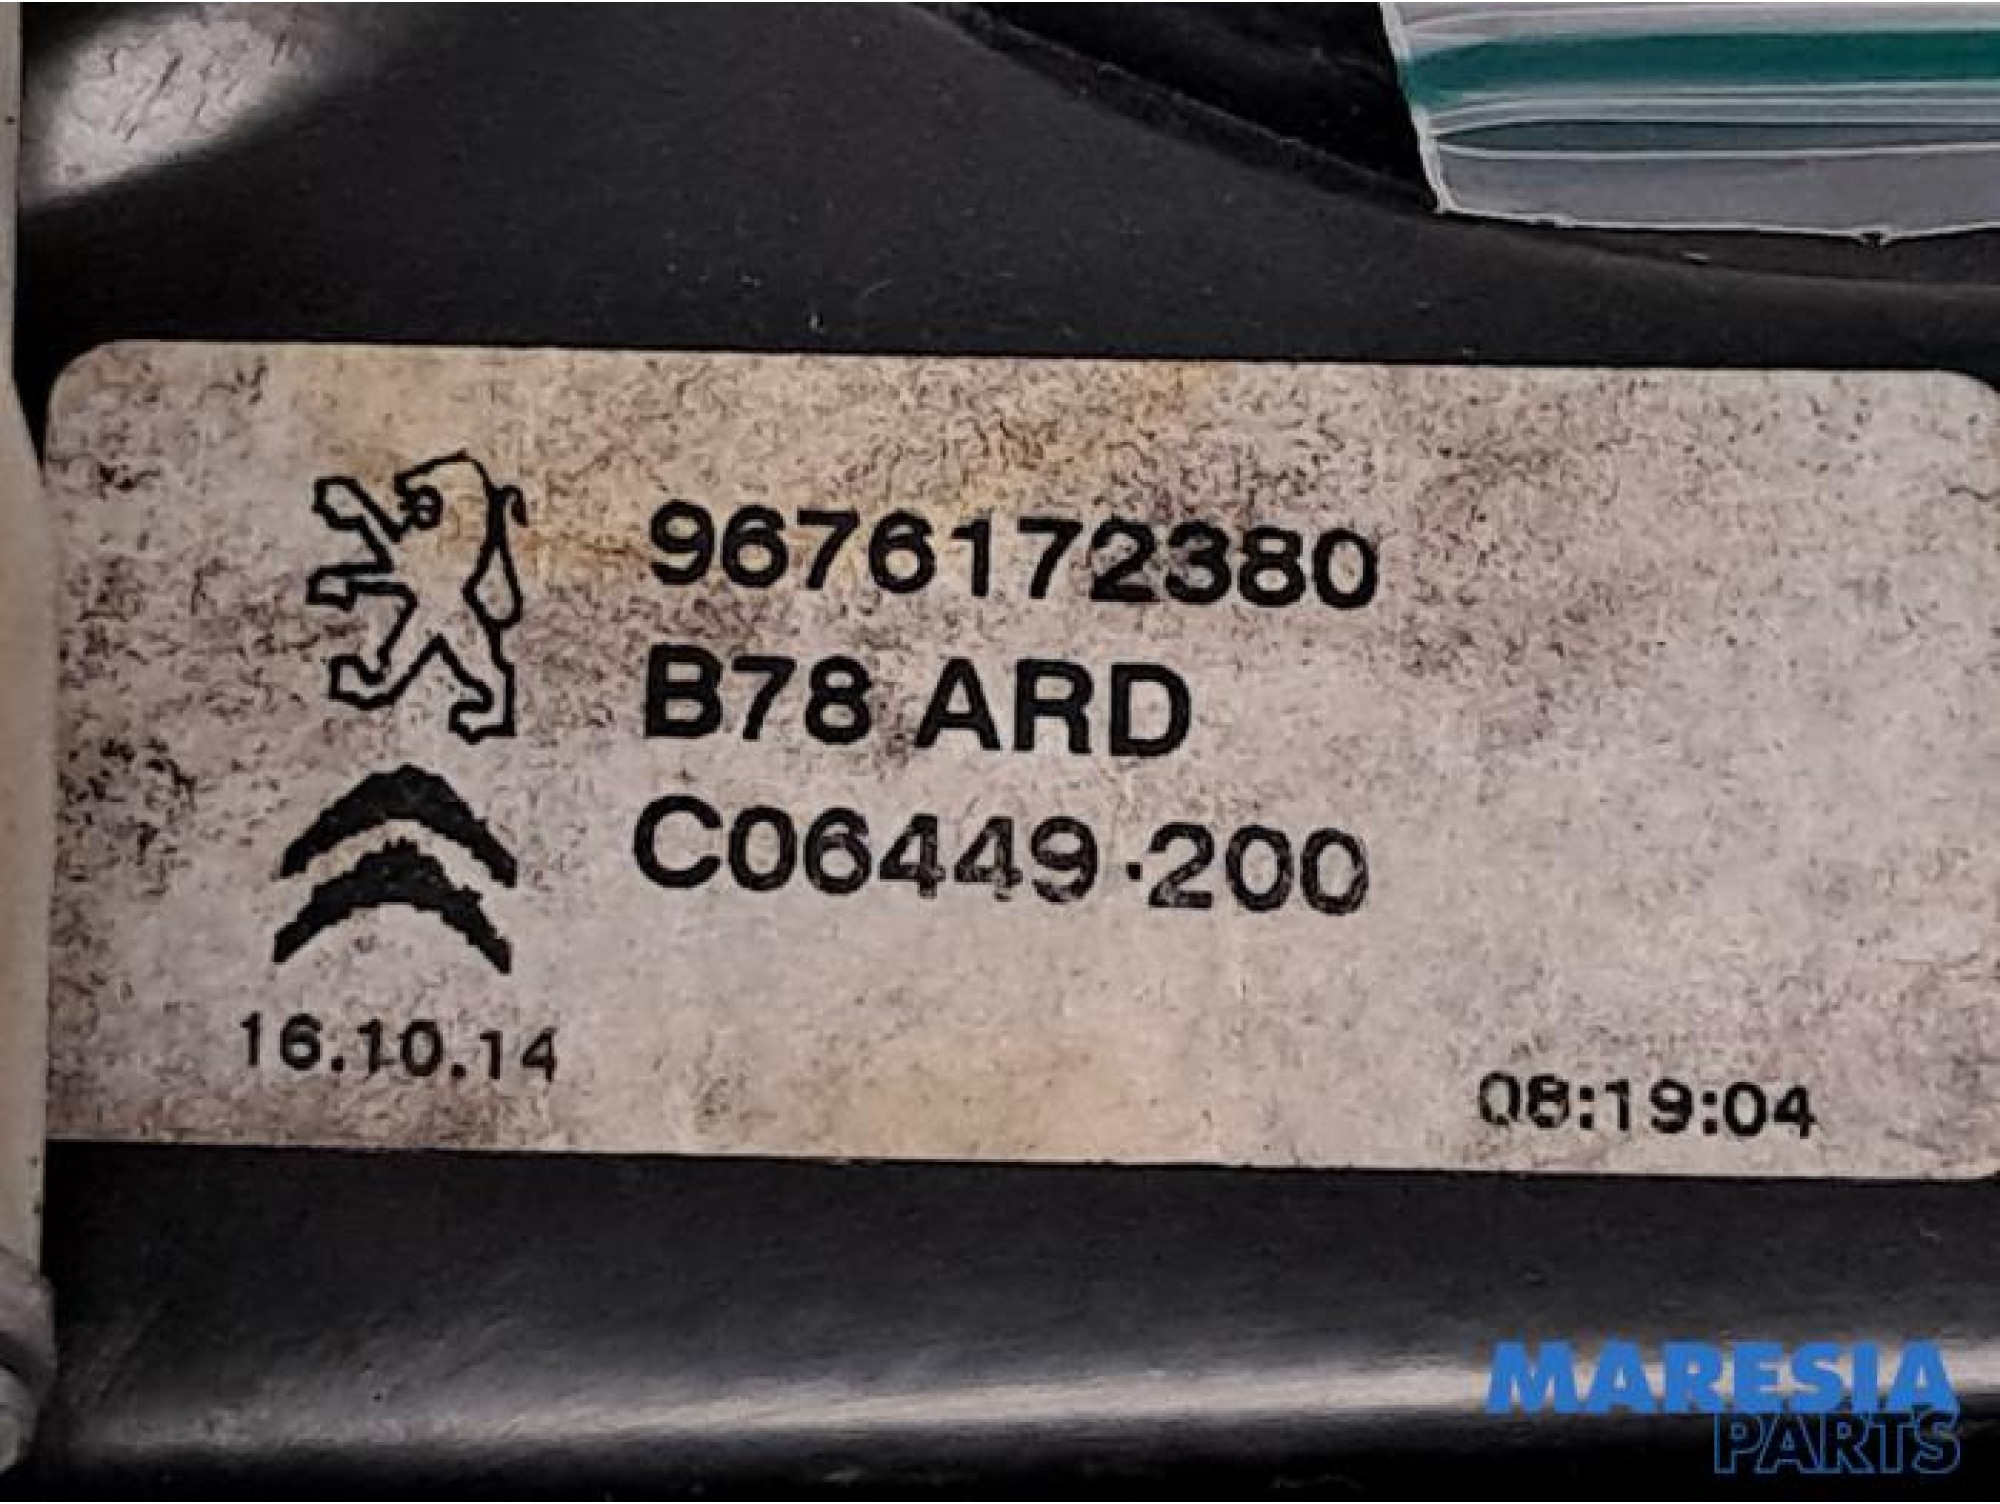 9676172380
B78 ARD
C06449-200
16.10.14
08:19:04
MARESIA
PARTS